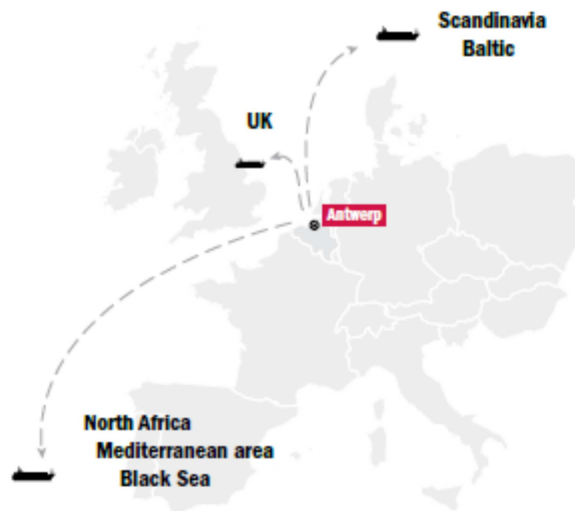 Scandinavia
Baltic
UK
Antwerp
North Africa
Mediterranean area
Black Sea